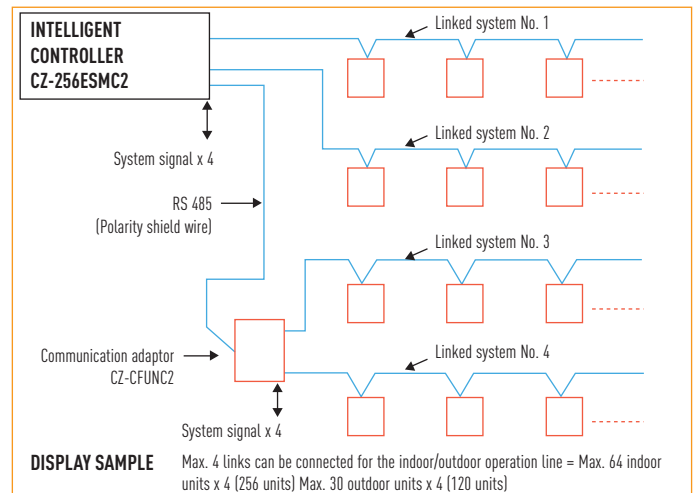 INTELLIGENT
CONTROLLER
CZ-256ESMC2
Linked system No. 1
System signal x 4
Linked system No. 2
RS 485
(Polarity shield wire)
Linked system No. 3
Communication adaptor
CZ-CFUNC2
Linked system No. 4
System signal x 4
DISPLAY SAMPLE
Max. 4 links can be connected for the indoor/outdoor operation line = Max. 64 indoor
units x 4 (256 units) Max. 30 outdoor units x 4 (120 units)